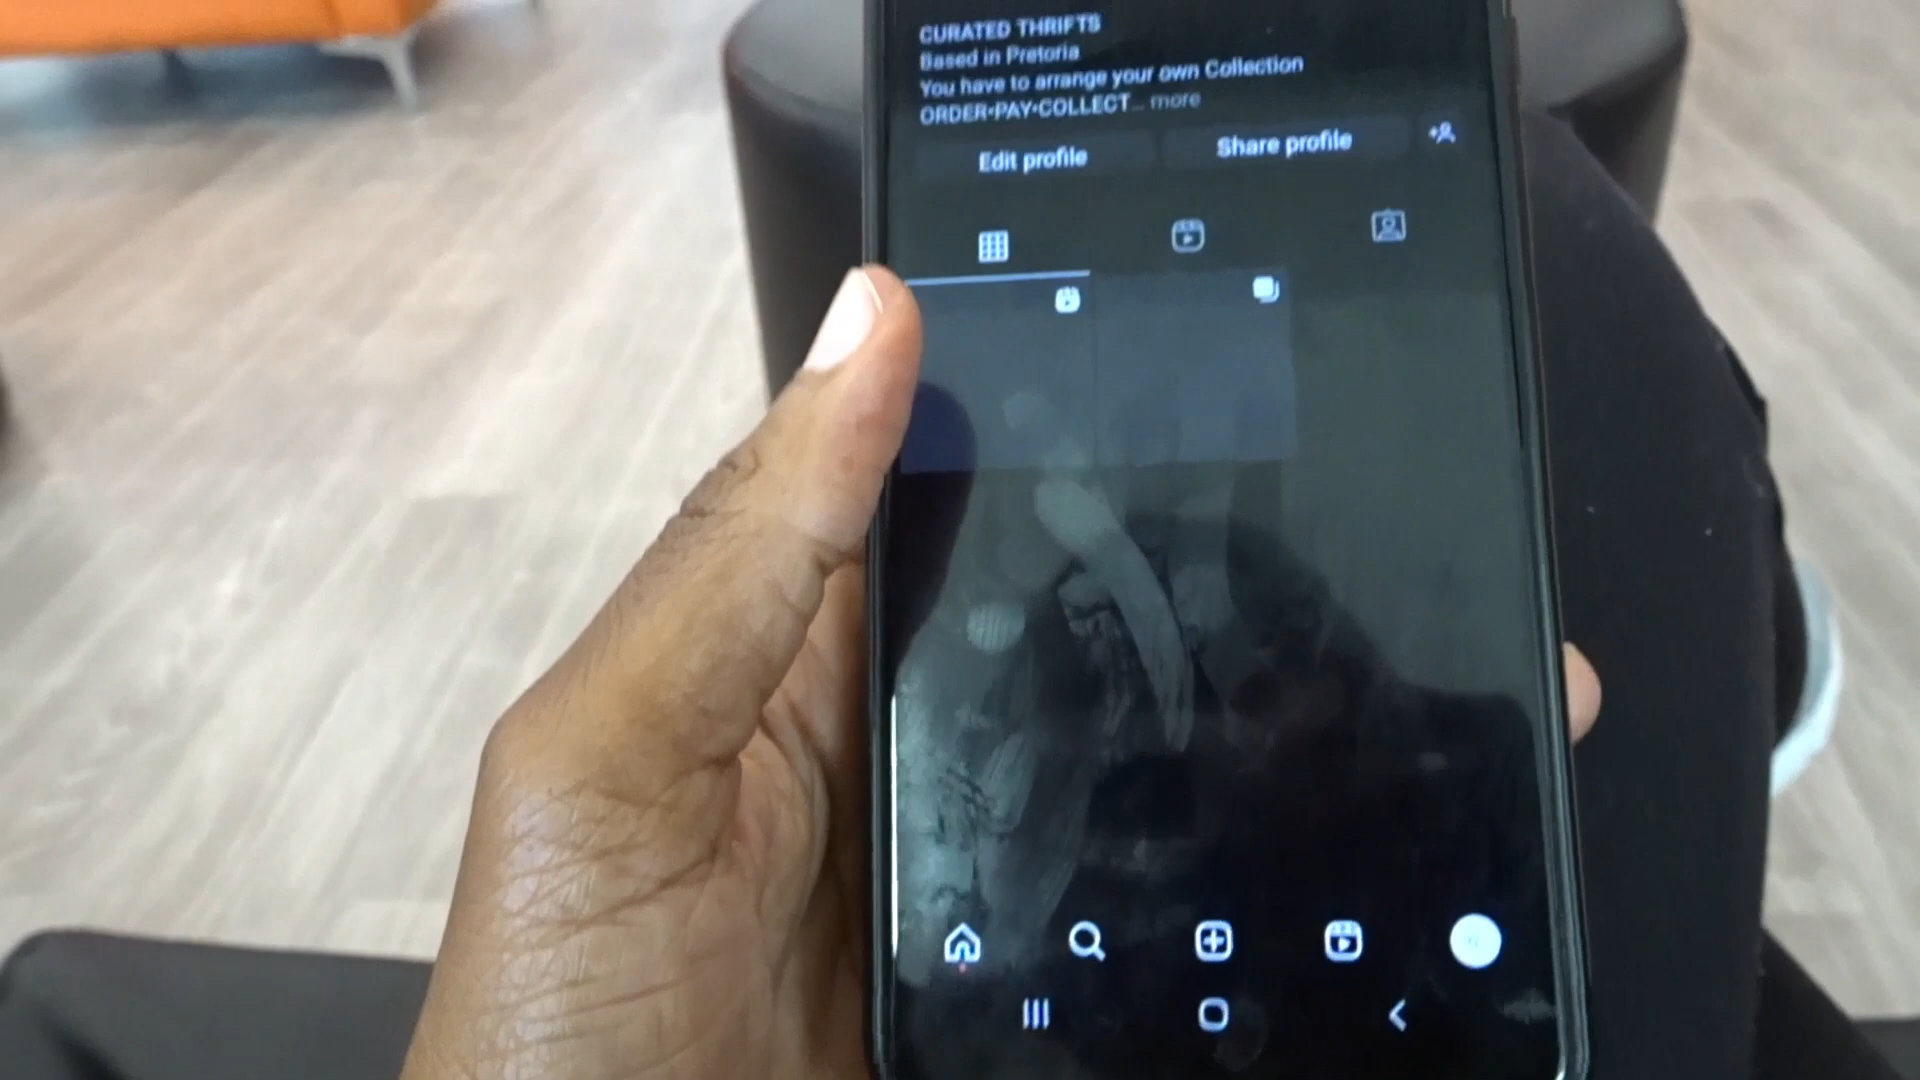 CURATED THRIFTS
Based in Pretoria
You have to arrange your own Collection
ORDER•PAY•COLLECT... more
Edit profile
Share profile